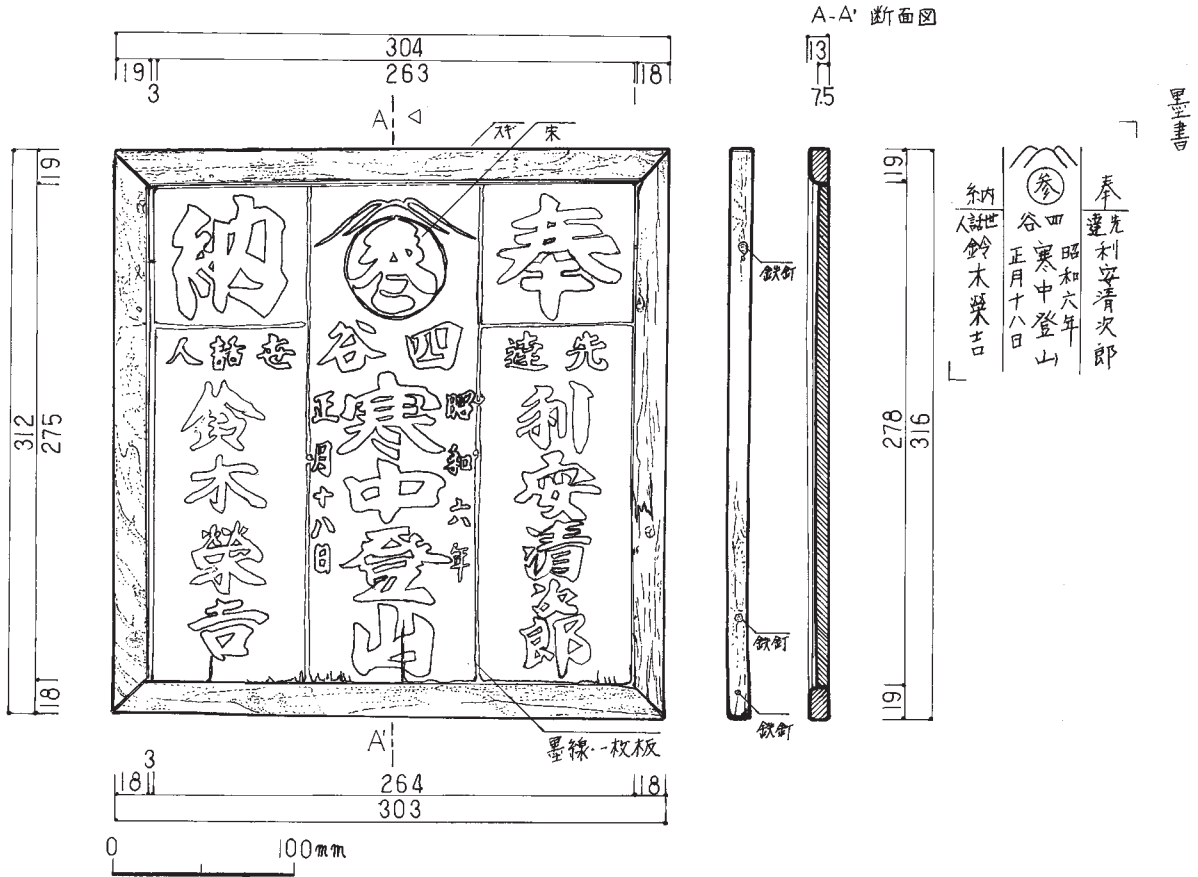 A-A' 断面図
304
19
3
263
18
1
13
7.5
A
スギ
朱
墨書
奉
先達
利安清次郎
参
四谷
寒中登山
昭和六年
正月十八日
納
世話人
鈴木榮吉
312
19
275
18
鉄釘
鉄釘
鉄釘
19
278
19
316
奉
先達
利安清次郎
参
四谷
昭和六年
寒中登山
正月十八日
納
世話人
鈴木榮吉
A'
墨線・一枚板
18
3
264
18
303
0
100mm